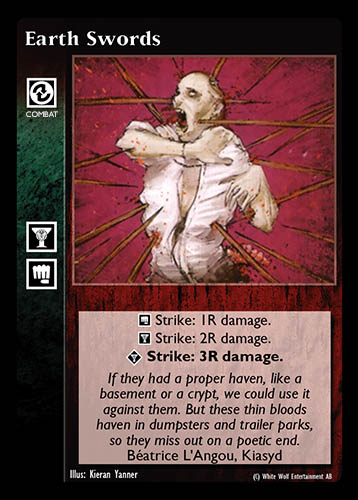 Earth Swords
COMBAT
Strike: 1R damage.
Strike: 2R damage.
Strike: 3R damage.
If they had a proper haven, like a
basement or a crypt, we could use it
against them. But these thin bloods
haven in dumpsters and trailer parks,
so they miss out on a poetic end.
Béatrice L'Angou, Kiasyd
Illus: Kieran Yanner
(C) White Wolf Entertainment AB